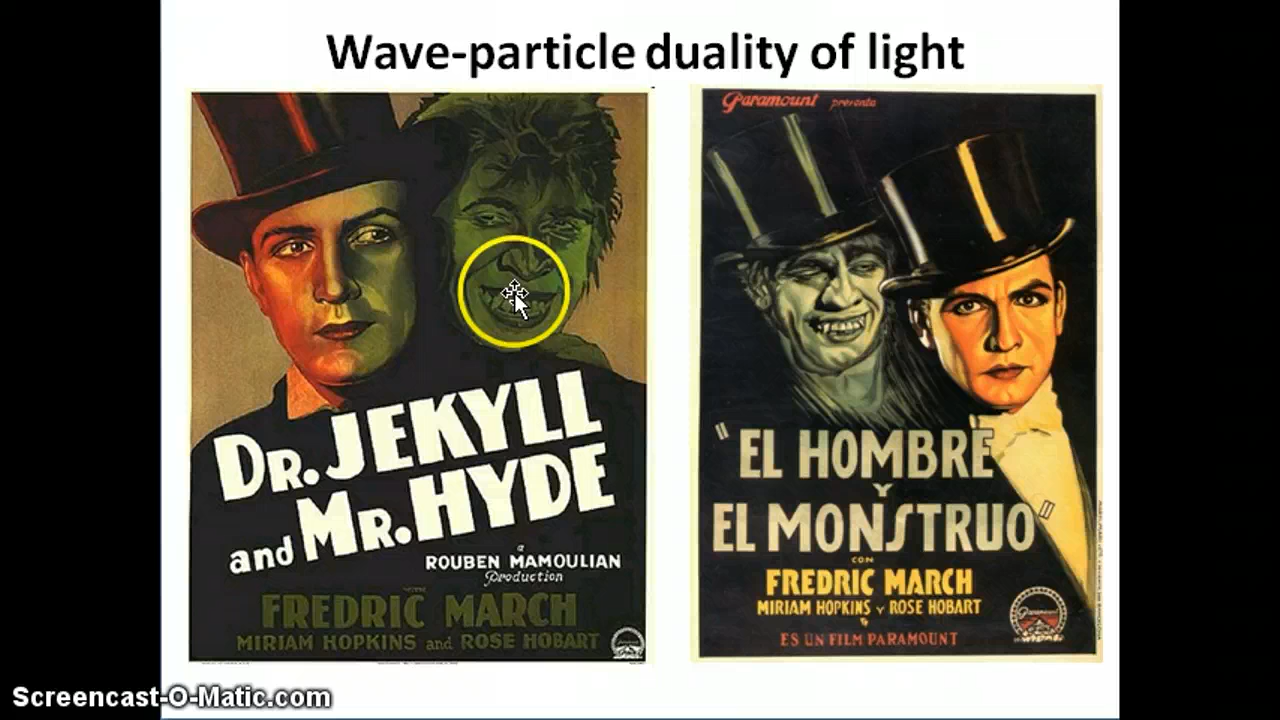 Wave-particle duality of light
DR. JEKYLL
and MR. HYDE
a
ROUBEN MAMOULIAN
Production
FREDRIC MARCH
MIRIAM HOPKINS and ROSE HOBART
Paramount presenta
"EL HOMBRE
Y
EL MONSTRUO"
CON
FREDRIC MARCH
MIRIAM HOPKINS Y ROSE HOBART
ES UN FILM PARAMOUNT
Screencast-O-Matic.com